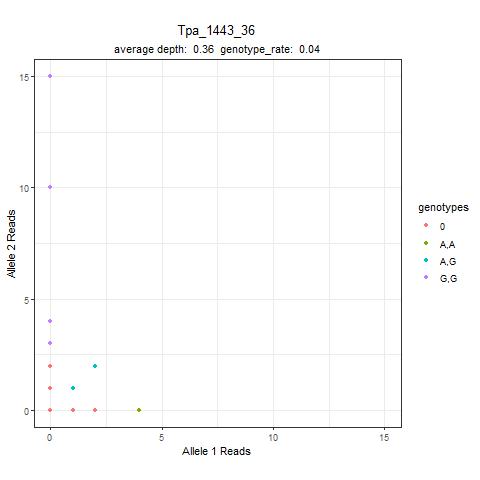 Tpa_1443_36
average depth: 0.36 genotype_rate: 0.04
15
10
5
0
Allele 2 Reads
0
5
10
15
Allele 1 Reads
genotypes
0
A,A
A,G
G,G